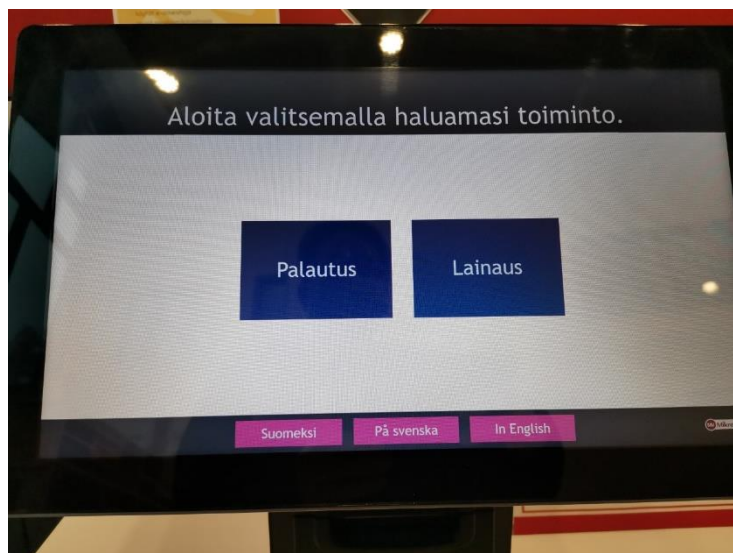 Aloita valitsemalla haluamasi toiminto.
Palautus
Lainaus
Suomeksi
På svenska
In English